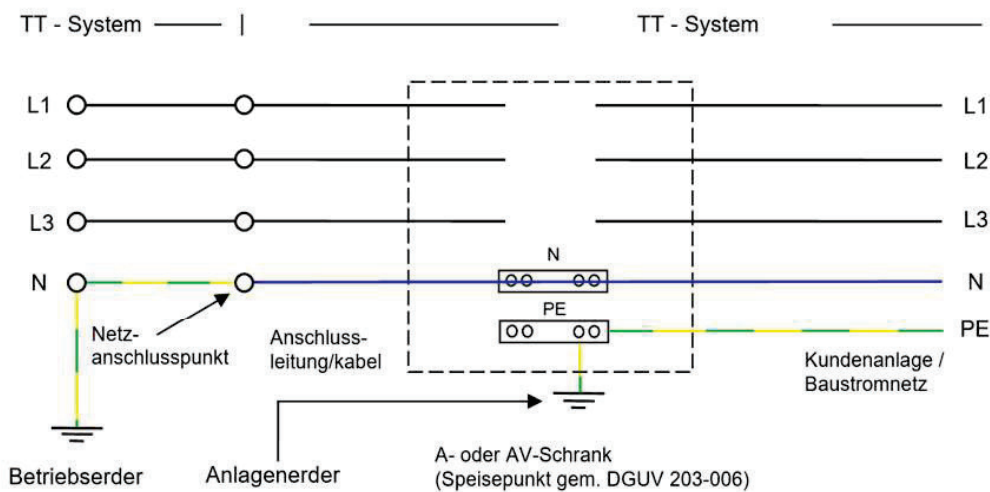 TT - System
TT - System
L1
L1
L2
L2
L3
L3
N
N
N
PE
PE
Netz-
anschlusspunkt
Anschluss-
leitung/kabel
Kundenanlage /
Baustromnetz
Betriebserder
Anlagenerder
A- oder AV-Schrank
(Speisepunkt gem. DGUV 203-006)